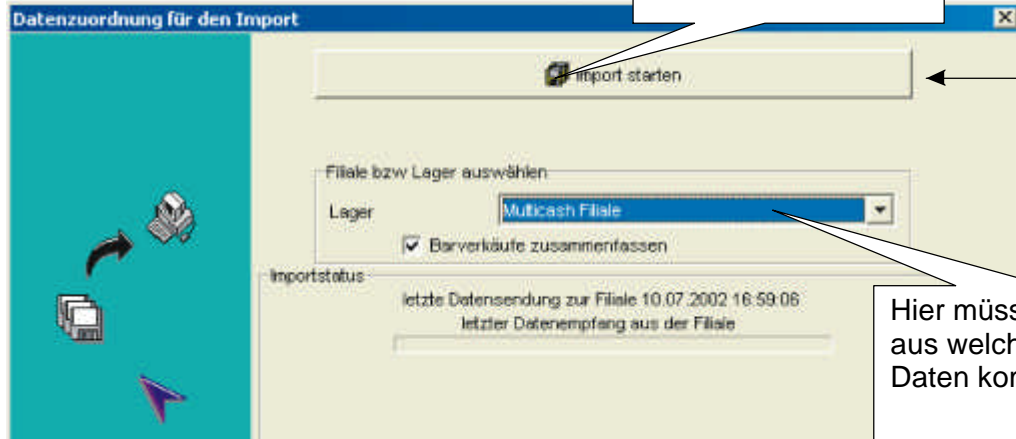 Datenzuordnung für den Import
Import starten
Filiale bzw Lager auswählen
Lager
Multicash Filiale
Barverkäufe zusammenfassen
Importstatus
letzte Datensendung zur Filiale 10.07.2002 16:59:06
letzter Datenempfang aus der Filiale
Hier müss
aus welch
Daten kor